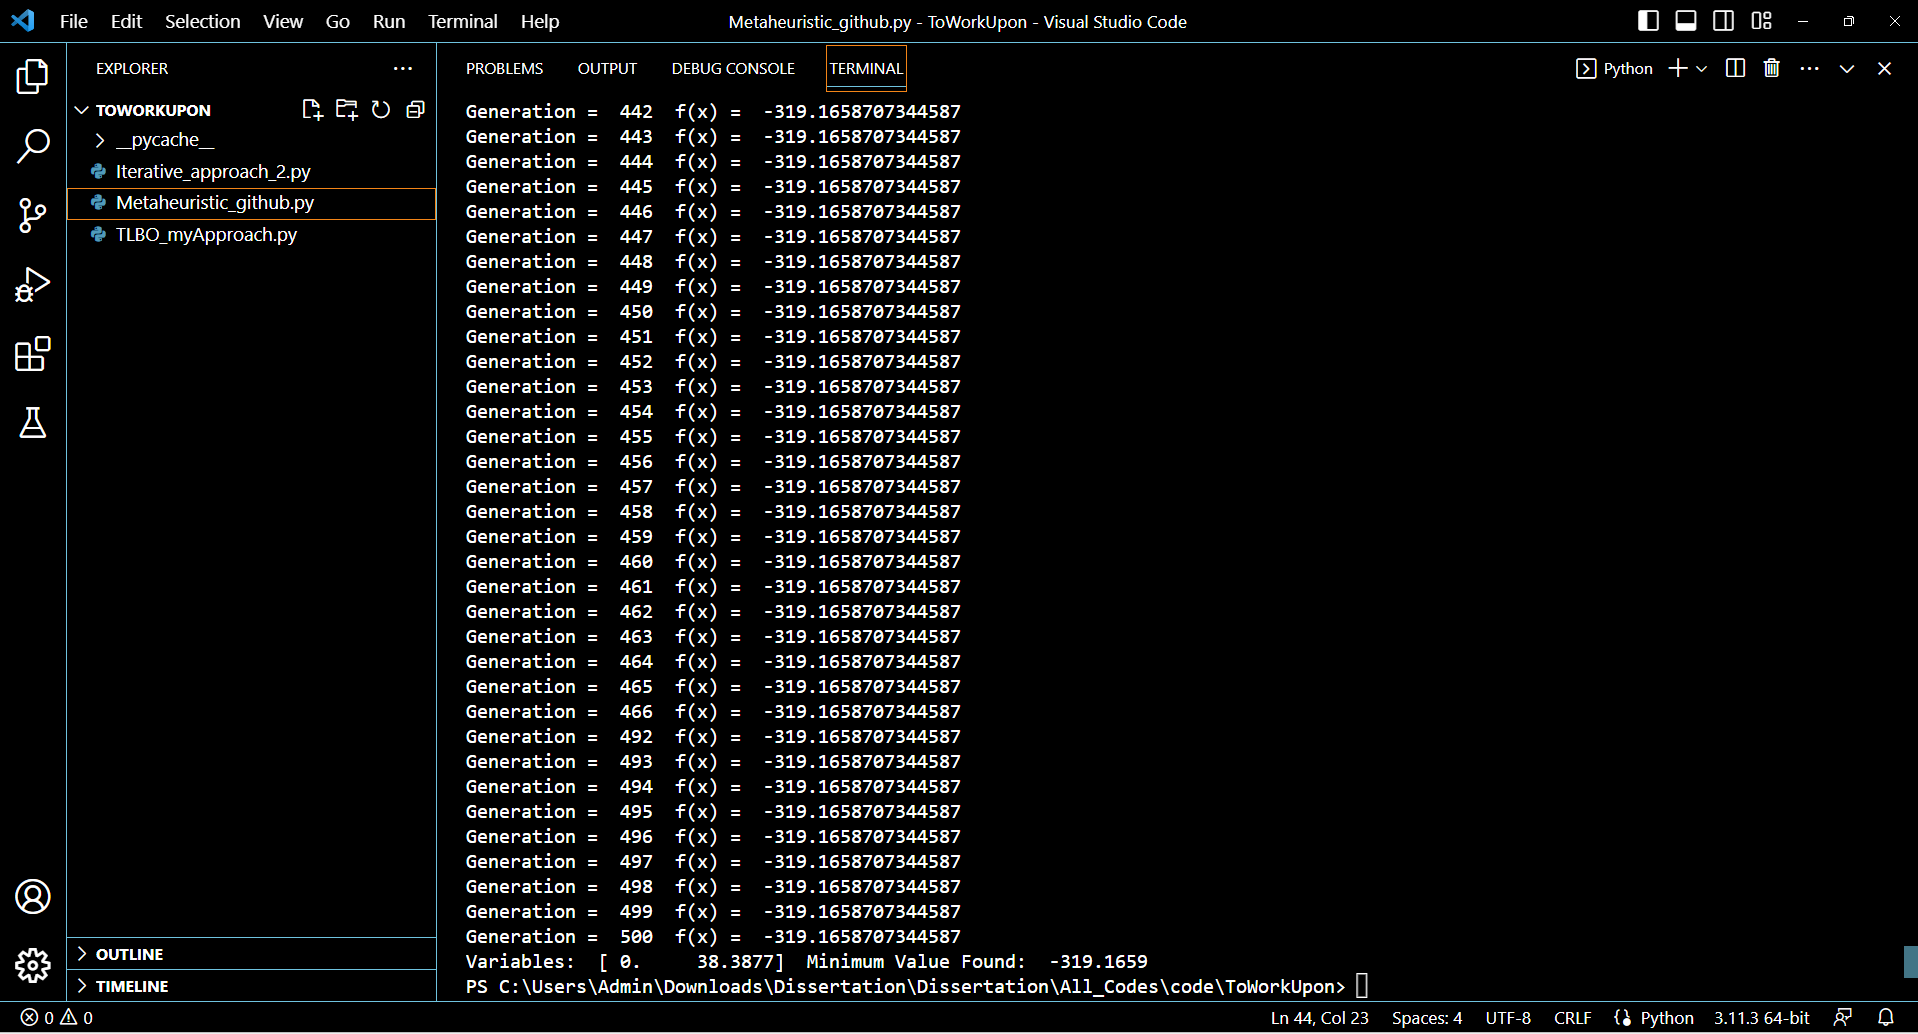 File Edit Selection View Go Run Terminal Help
Metaheuristic_github.py - ToWorkUpon - Visual Studio Code
EXPLORER
TOWORKUPON
__pycache__
Iterative_approach_2.py
Metaheuristic_github.py
TLBO_myApproach.py
OUTLINE
TIMELINE
PROBLEMS OUTPUT DEBUG CONSOLE TERMINAL
Python
Generation =  442  f(x) =  -319.1658707344587
Generation =  443  f(x) =  -319.1658707344587
Generation =  444  f(x) =  -319.1658707344587
Generation =  445  f(x) =  -319.1658707344587
Generation =  446  f(x) =  -319.1658707344587
Generation =  447  f(x) =  -319.1658707344587
Generation =  448  f(x) =  -319.1658707344587
Generation =  449  f(x) =  -319.1658707344587
Generation =  450  f(x) =  -319.1658707344587
Generation =  451  f(x) =  -319.1658707344587
Generation =  452  f(x) =  -319.1658707344587
Generation =  453  f(x) =  -319.1658707344587
Generation =  454  f(x) =  -319.1658707344587
Generation =  455  f(x) =  -319.1658707344587
Generation =  456  f(x) =  -319.1658707344587
Generation =  457  f(x) =  -319.1658707344587
Generation =  458  f(x) =  -319.1658707344587
Generation =  459  f(x) =  -319.1658707344587
Generation =  460  f(x) =  -319.1658707344587
Generation =  461  f(x) =  -319.1658707344587
Generation =  462  f(x) =  -319.1658707344587
Generation =  463  f(x) =  -319.1658707344587
Generation =  464  f(x) =  -319.1658707344587
Generation =  465  f(x) =  -319.1658707344587
Generation =  466  f(x) =  -319.1658707344587
Generation =  492  f(x) =  -319.1658707344587
Generation =  493  f(x) =  -319.1658707344587
Generation =  494  f(x) =  -319.1658707344587
Generation =  495  f(x) =  -319.1658707344587
Generation =  496  f(x) =  -319.1658707344587
Generation =  497  f(x) =  -319.1658707344587
Generation =  498  f(x) =  -319.1658707344587
Generation =  499  f(x) =  -319.1658707344587
Generation =  500  f(x) =  -319.1658707344587
Variables:  [ 0.     38.3877]  Minimum Value Found:  -319.1659
PS C:\Users\Admin\Downloads\Dissertation\Dissertation\All_Codes\code\ToWorkUpon>
0 0
Ln 44, Col 23 Spaces: 4 UTF-8 CRLF Python 3.11.3 64-bit